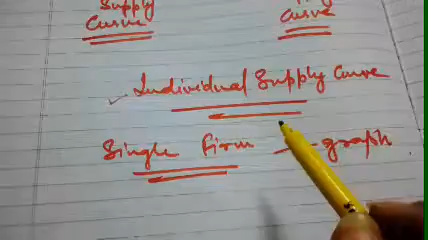 Supply
Curve
Curve
Individual Supply Curve
Single Firm — graph